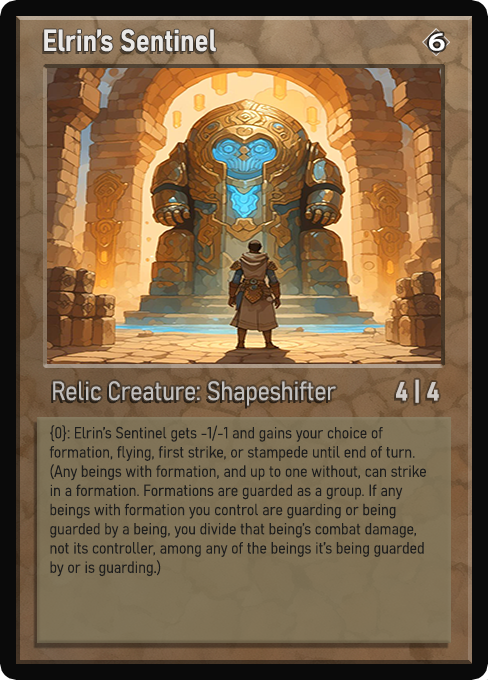 Elrin's Sentinel
6
Relic Creature: Shapeshifter
4 | 4
{0}: Elrin's Sentinel gets -1/-1 and gains your choice of
formation, flying, first strike, or stampede until end of turn.
(Any beings with formation, and up to one without, can strike
in a formation. Formations are guarded as a group. If any
beings with formation you control are guarding or being
guarded by a being, you divide that being's combat damage,
not its controller, among any of the beings it's being guarded
by or is guarding.)